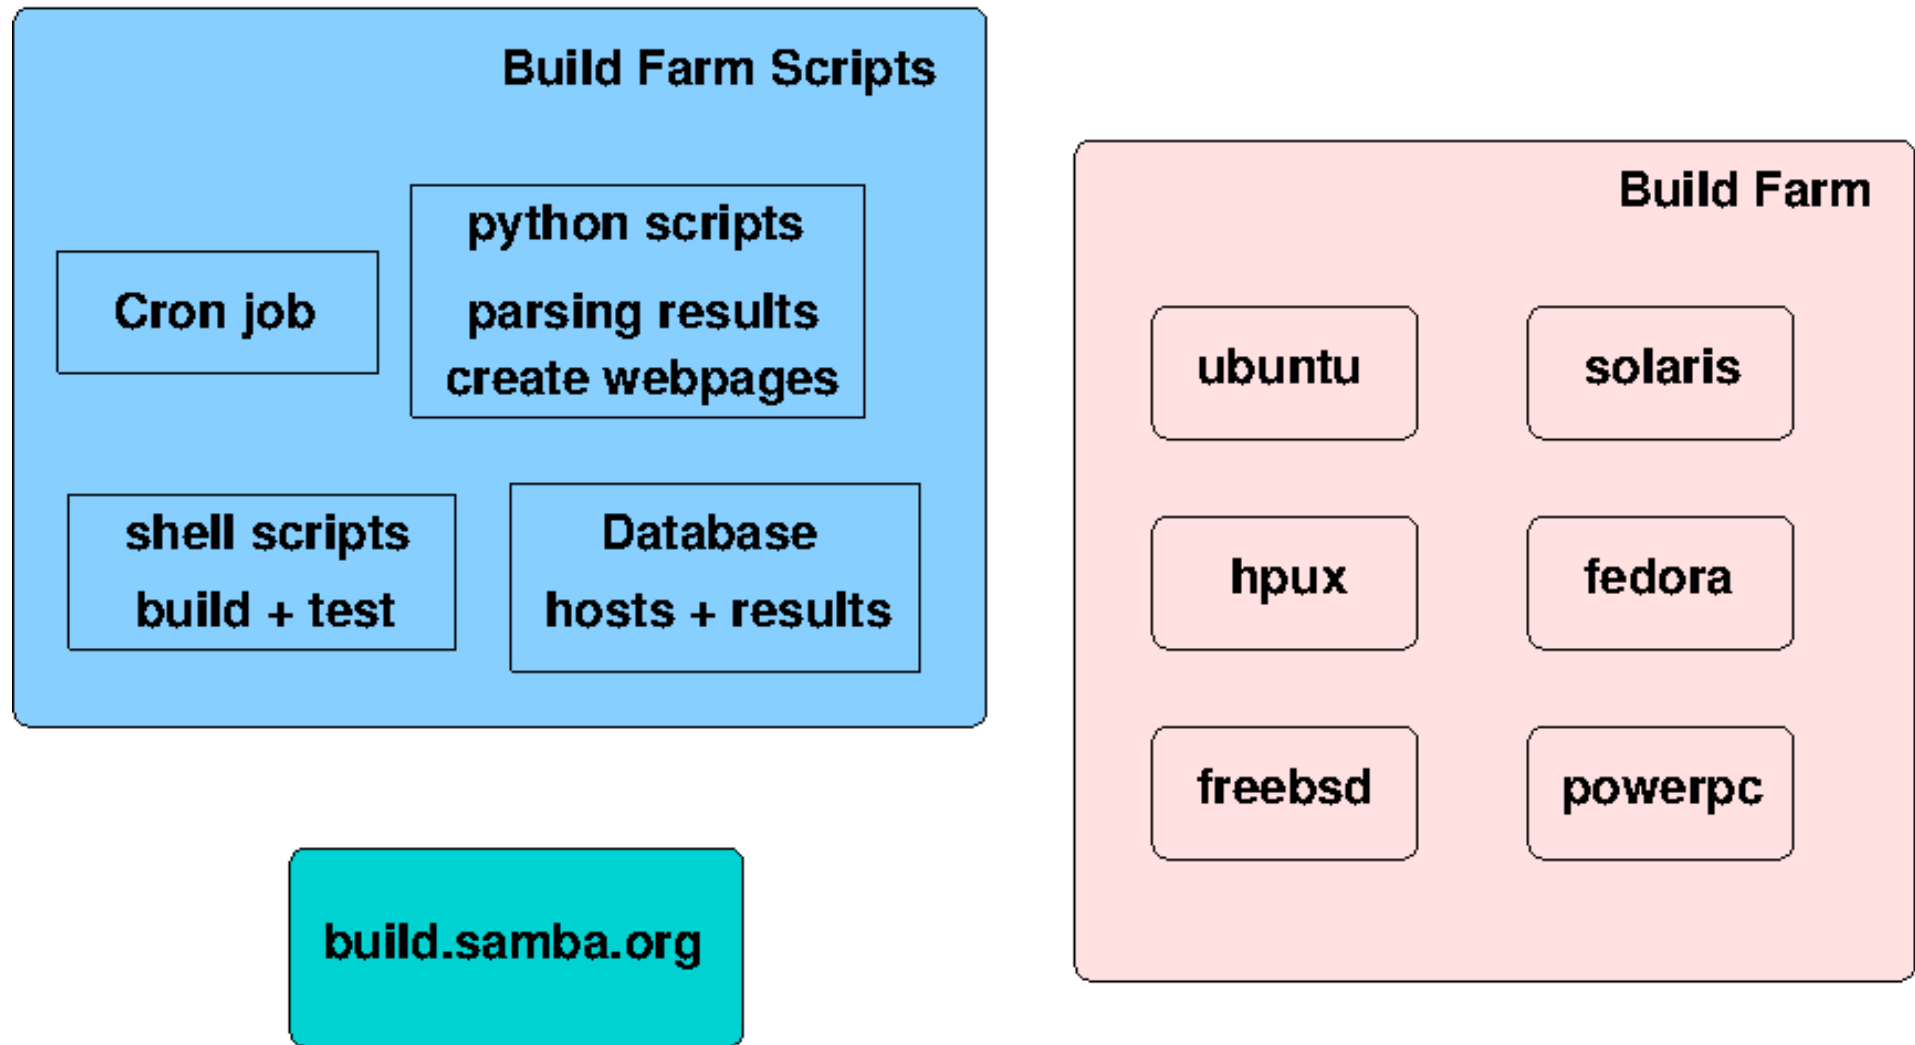 Build Farm Scripts
python scripts
parsing results
create webpages
Cron job
shell scripts
build + test
Database
hosts + results
build.samba.org
Build Farm
ubuntu
solaris
hpux
fedora
freebsd
powerpc